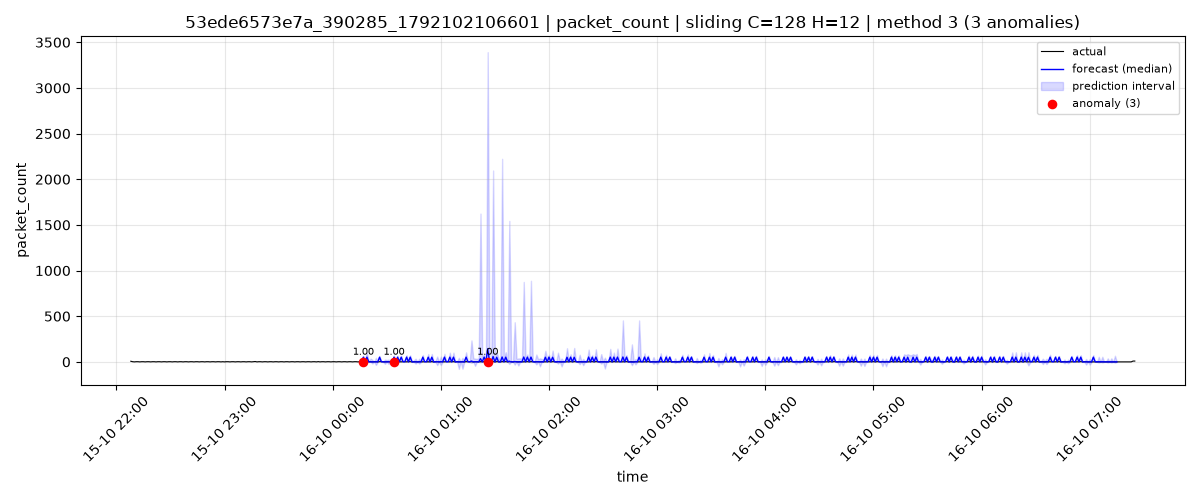 53ede6573e7a_390285_1792102106601 | packet_count | sliding C=128 H=12 | method 3 (3 anomalies)
packet_count
3500
3000
2500
2000
1500
1000
500
0
actual
forecast (median)
prediction interval
anomaly (3)
1.00 1.00 1.00
15-10 22:00 15-10 23:00 16-10 00:00 16-10 01:00 16-10 02:00 16-10 03:00 16-10 04:00 16-10 05:00 16-10 06:00 16-10 07:00
time